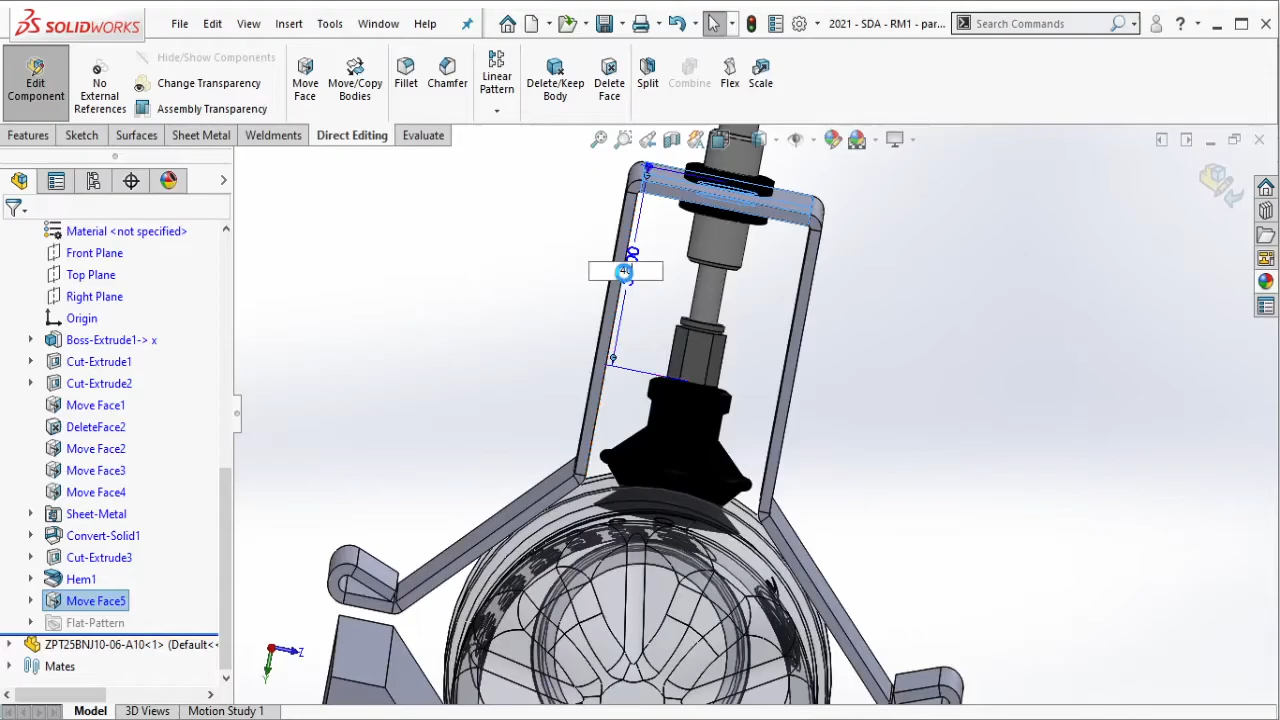 SOLIDWORKS
File Edit View Insert Tools Window Help
2021 - SDA - RM1 - par...
Search Commands
Edit Component
No External References
Hide/Show Components
Change Transparency
Assembly Transparency
Move Face
Move/Copy Bodies
Fillet
Chamfer
Linear Pattern
Delete/Keep Body
Delete Face
Split
Combine
Flex
Scale
Features Sketch Surfaces Sheet Metal Weldments Direct Editing Evaluate
Material <not specified>
Front Plane
Top Plane
Right Plane
Origin
Boss-Extrude1-> x
Cut-Extrude1
Cut-Extrude2
Move Face1
DeleteFace2
Move Face2
Move Face3
Move Face4
Sheet-Metal
Convert-Solid1
Cut-Extrude3
Hem1
Move Face5
Flat-Pattern
ZPT25BNJ10-06-A10<1> (Default<
Mates
Z
Y
Model 3D Views Motion Study 1